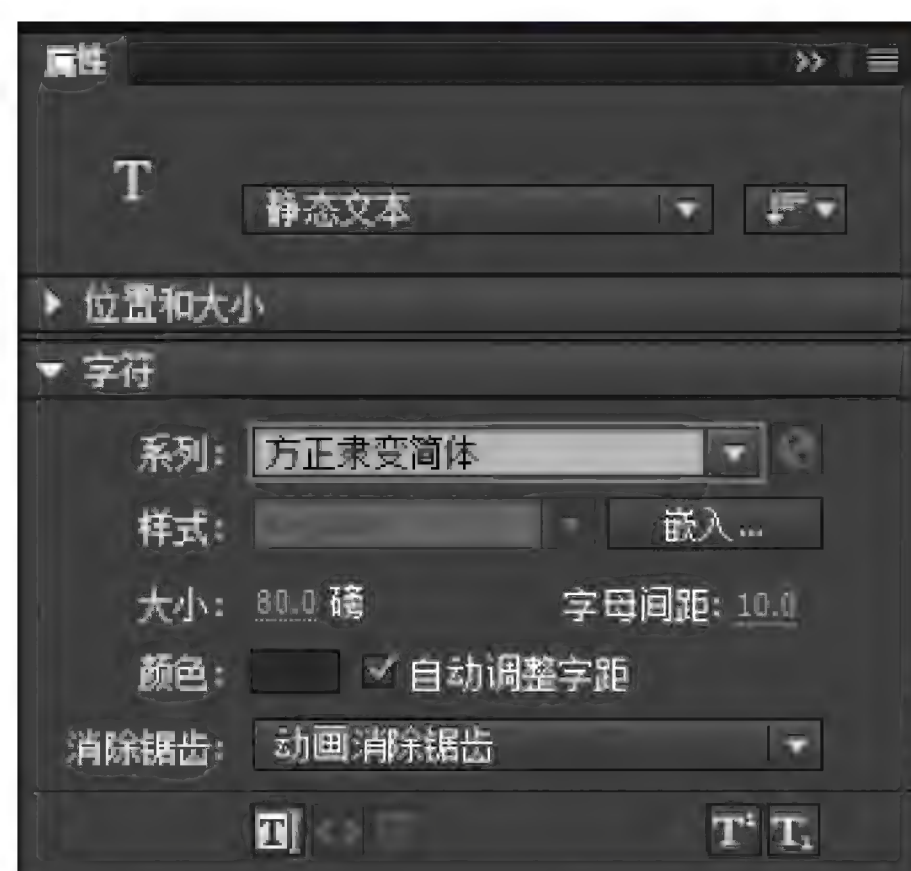 属性
T
静态文本
位置和大小
字符
系列: 方正隶变简体
样式: 嵌入...
大小: 80.0 磅 字母间距: 10.0
颜色: 自动调整字距
消除锯齿: 动画消除锯齿
T <> T¹ T₁